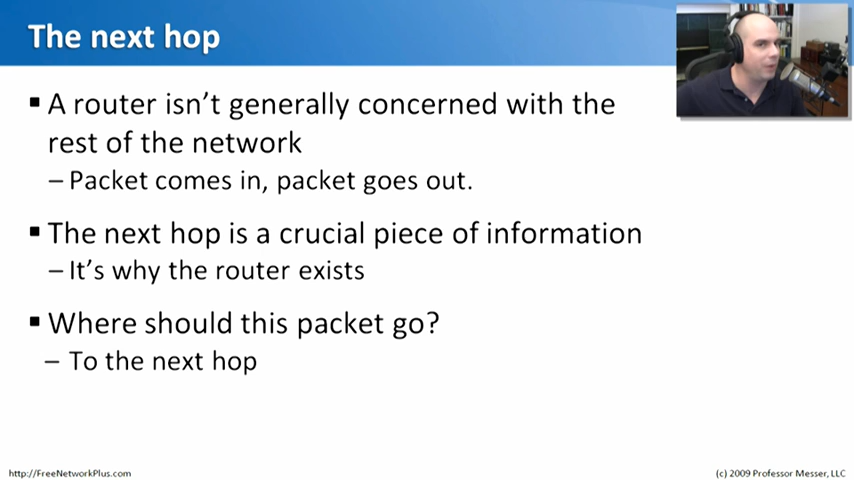 The next hop
▪ A router isn't generally concerned with the
rest of the network
– Packet comes in, packet goes out.
▪ The next hop is a crucial piece of information
– It's why the router exists
▪ Where should this packet go?
– To the next hop
http://FreeNetworkPlus.com
(c) 2009 Professor Messer, LLC